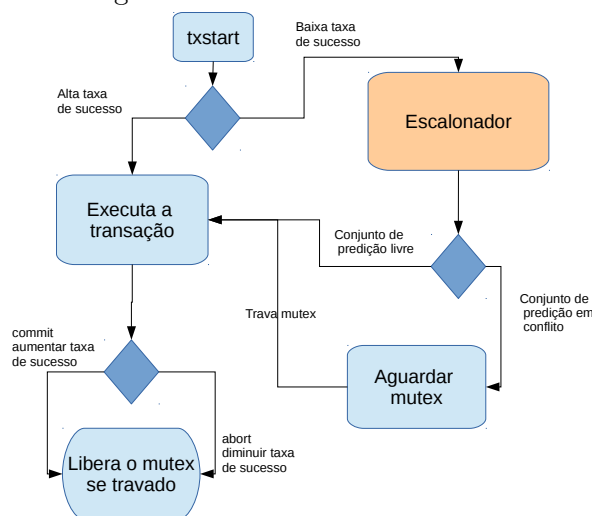 txstart
Baixa taxa
de sucesso
Alta taxa
de sucesso
Escalonador
Executa a
transação
Conjunto de
predição livre
Conjunto de
predição em
conflito
Trava mutex
commit
aumentar taxa
de sucesso
Aguardar
mutex
abort
diminuir taxa
de sucesso
Libera o mutex
se travado